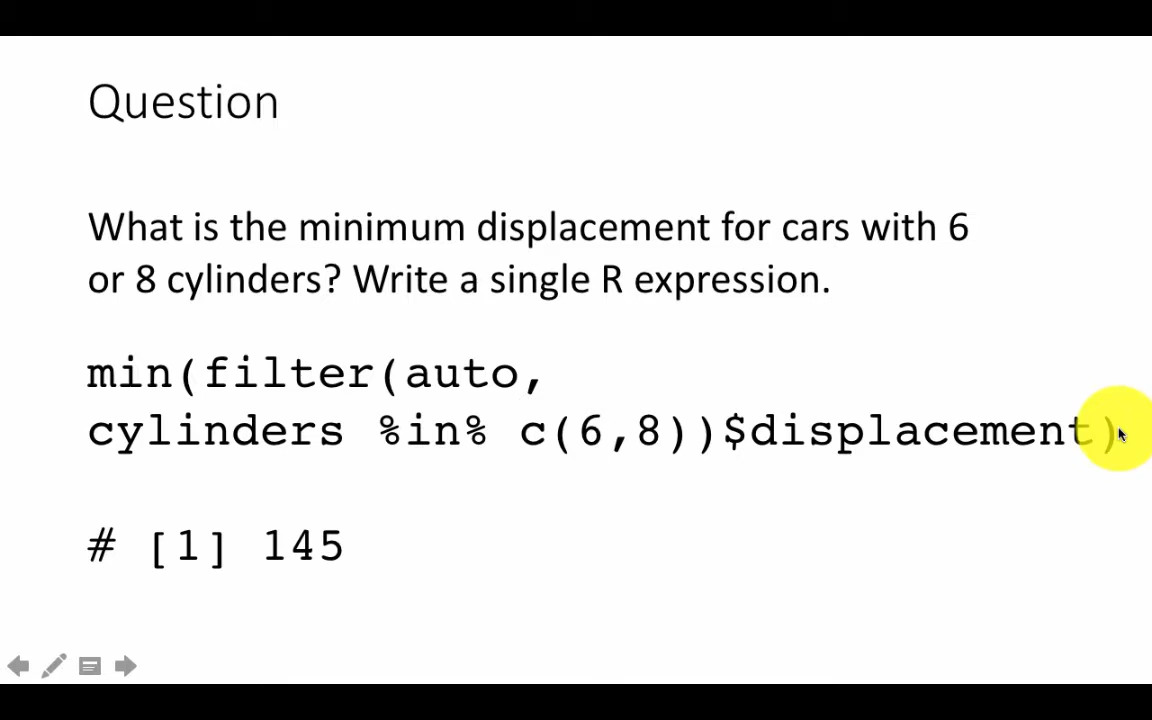 Question
What is the minimum displacement for cars with 6
or 8 cylinders? Write a single R expression.
min(filter(auto,
cylinders %in% c(6,8))$displacement)
# [1] 145